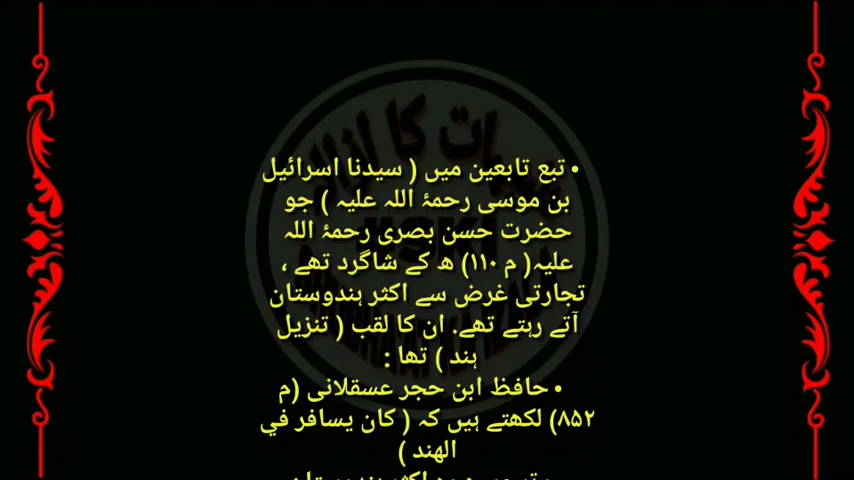 • تبع تابعین میں ( سیدنا اسرائیل
بن موسی رحمۂ اللہ علیہ ) جو
حضرت حسن بصری رحمۂ اللہ
علیہ( م ۱۱۰) ھ کے شاگرد تھے ،
تجارتی غرض سے اکثر ہندوستان
آتے رہتے تھے. ان کا لقب ( تنزیل
ہند ) تھا :
• حافظ ابن حجر عسقلانی (م
۸۵۲) لکھتے ہیں کہ ( کان یسافر في
الھند )